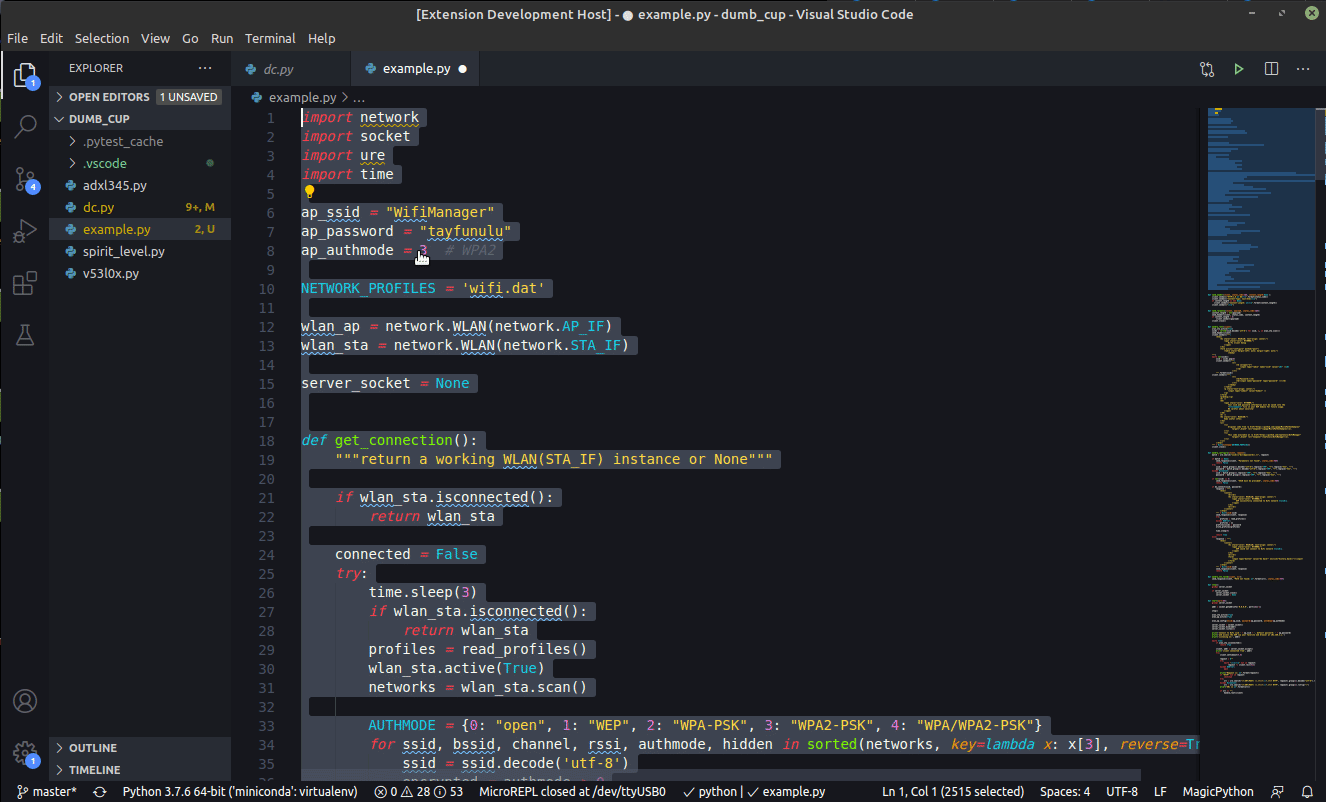 [Extension Development Host] - ● example.py - dumb_cup - Visual Studio Code
File Edit Selection View Go Run Terminal Help
EXPLORER ...
1
OPEN EDITORS 1 UNSAVED
DUMB_CUP
.pytest_cache
.vscode
adxl345.py
4
dc.py 9+, M
example.py 2, U
spirit_level.py
v53l0x.py
OUTLINE
TIMELINE
1
dc.py
example.py ●
example.py > ...
1 import network
2 import socket
3 import ure
4 import time
5
6 ap_ssid = "WifiManager"
7 ap_password = "tayfunulu"
8 ap_authmode = 3 # WPA2
9
10 NETWORK_PROFILES = 'wifi.dat'
11
12 wlan_ap = network.WLAN(network.AP_IF)
13 wlan_sta = network.WLAN(network.STA_IF)
14
15 server_socket = None
16
17
18 def get_connection():
19 """return a working WLAN(STA_IF) instance or None"""
20
21 if wlan_sta.isconnected():
22 return wlan_sta
23
24 connected = False
25 try:
26 time.sleep(3)
27 if wlan_sta.isconnected():
28 return wlan_sta
29 profiles = read_profiles()
30 wlan_sta.active(True)
31 networks = wlan_sta.scan()
32
33 AUTHMODE = {0: "open", 1: "WEP", 2: "WPA-PSK", 3: "WPA2-PSK", 4: "WPA/WPA2-PSK"}
34 for ssid, bssid, channel, rssi, authmode, hidden in sorted(networks, key=lambda x: x[3], reverse=Tr
35 ssid = ssid.decode('utf-8')
36 encrypted = authmode > 0
master* Python 3.7.6 64-bit ('miniconda': virtualenv) 0 28 53 MicroREPL closed at /dev/ttyUSB0 ✓ python | ✓ example.py Ln 1, Col 1 (2515 selected) Spaces: 4 UTF-8 LF MagicPython